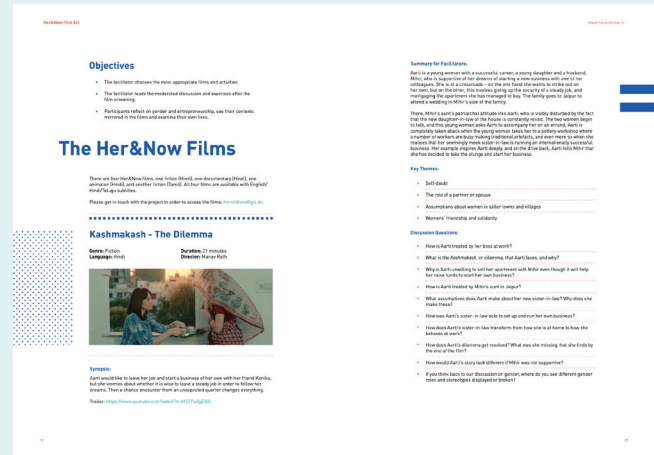 Her&Now Film Kit
Objectives
• The facilitator chooses the most appropriate films and activities
• The facilitator leads the moderated discussion and exercises after the
film screening.
• Participants reflect on gender and entrepreneurship, see their contexts
mirrored in the films and examine their own lives.
The Her&Now Films
There are four Her&Now films, one fiction (Hindi), one documentary (Hindi), one
animation (Hindi), and another fiction (Tamil). All four films are available with English/
Hindi/Telugu subtitles.
Please get in touch with the project in order to access the films: herandnow@giz.de
Kashmakash - The Dilemma
Genre: Fiction
Duration: 21 minutes
Language: Hindi
Director: Manav Rath
Synopsis:
Aarti would like to leave her job and start a business of her own with her friend Kanika,
but she worries about whether it is wise to leave a steady job in order to follow her
dreams. Then a chance encounter from an unexpected quarter changes everything.
Trailer: https://www.youtube.com/watch?v=
Summary for Facilitators:
Aarti is a young woman with a successful career, a young daughter and a husband,
Mihir, who is supportive of her dreams of starting a new business with one of her
colleagues. She is at a crossroads – on the one hand she wants to strike out on
her own, but on the other, this involves giving up the security of a steady job, and
mortgaging the apartment she has managed to buy. The family goes to Jaipur to
attend a wedding in Mihir's side of the family.
There, Mihir's aunt's patriarchal attitude irks Aarti, who is visibly disturbed by the fact
that the new daughter-in-law of the house is constantly veiled. The two women begin
to talk, and this young woman asks Aarti to accompany her on an errand. Aarti is
completely taken aback when the young woman takes her to a pottery workshop where
a number of workers are busy making traditional artefacts, and even more so when she
realises that her seemingly meek sister-in-law is running an internationally successful
business. Her example inspires Aarti deeply, and on the drive back, Aarti tells Mihir that
she has decided to take the plunge and start her business.
Key Themes:
• Self-doubt
• The role of a partner or spouse
• Assumptions about women in smaller towns and villages
• Womens' friendship and solidarity
Discussion Questions:
• How is Aarti treated by her boss at work?
• What is the Kashmakash, or dilemma, that Aarti faces, and why?
• Why is Aarti unwilling to sell her apartment with Mihir even though it will help
her raise funds to start her own business?
• How is Aarti treated by Mihir's aunt in Jaipur?
• What assumptions does Aarti make about her new sister-in-law? Why does she
make these?
• How was Aarti's sister-in-law able to set up and run her own business?
• How does Aarti's sister-in-law transform from how she is at home to how she
behaves at work?
• How does Aarti's dilemma get resolved? What was she missing that she finds by
the end of the film?
• How would Aarti's story look different if Mihir was not supportive?
• If you think back to our discussion on gender, where do you see different gender
roles and stereotypes displayed or broken?